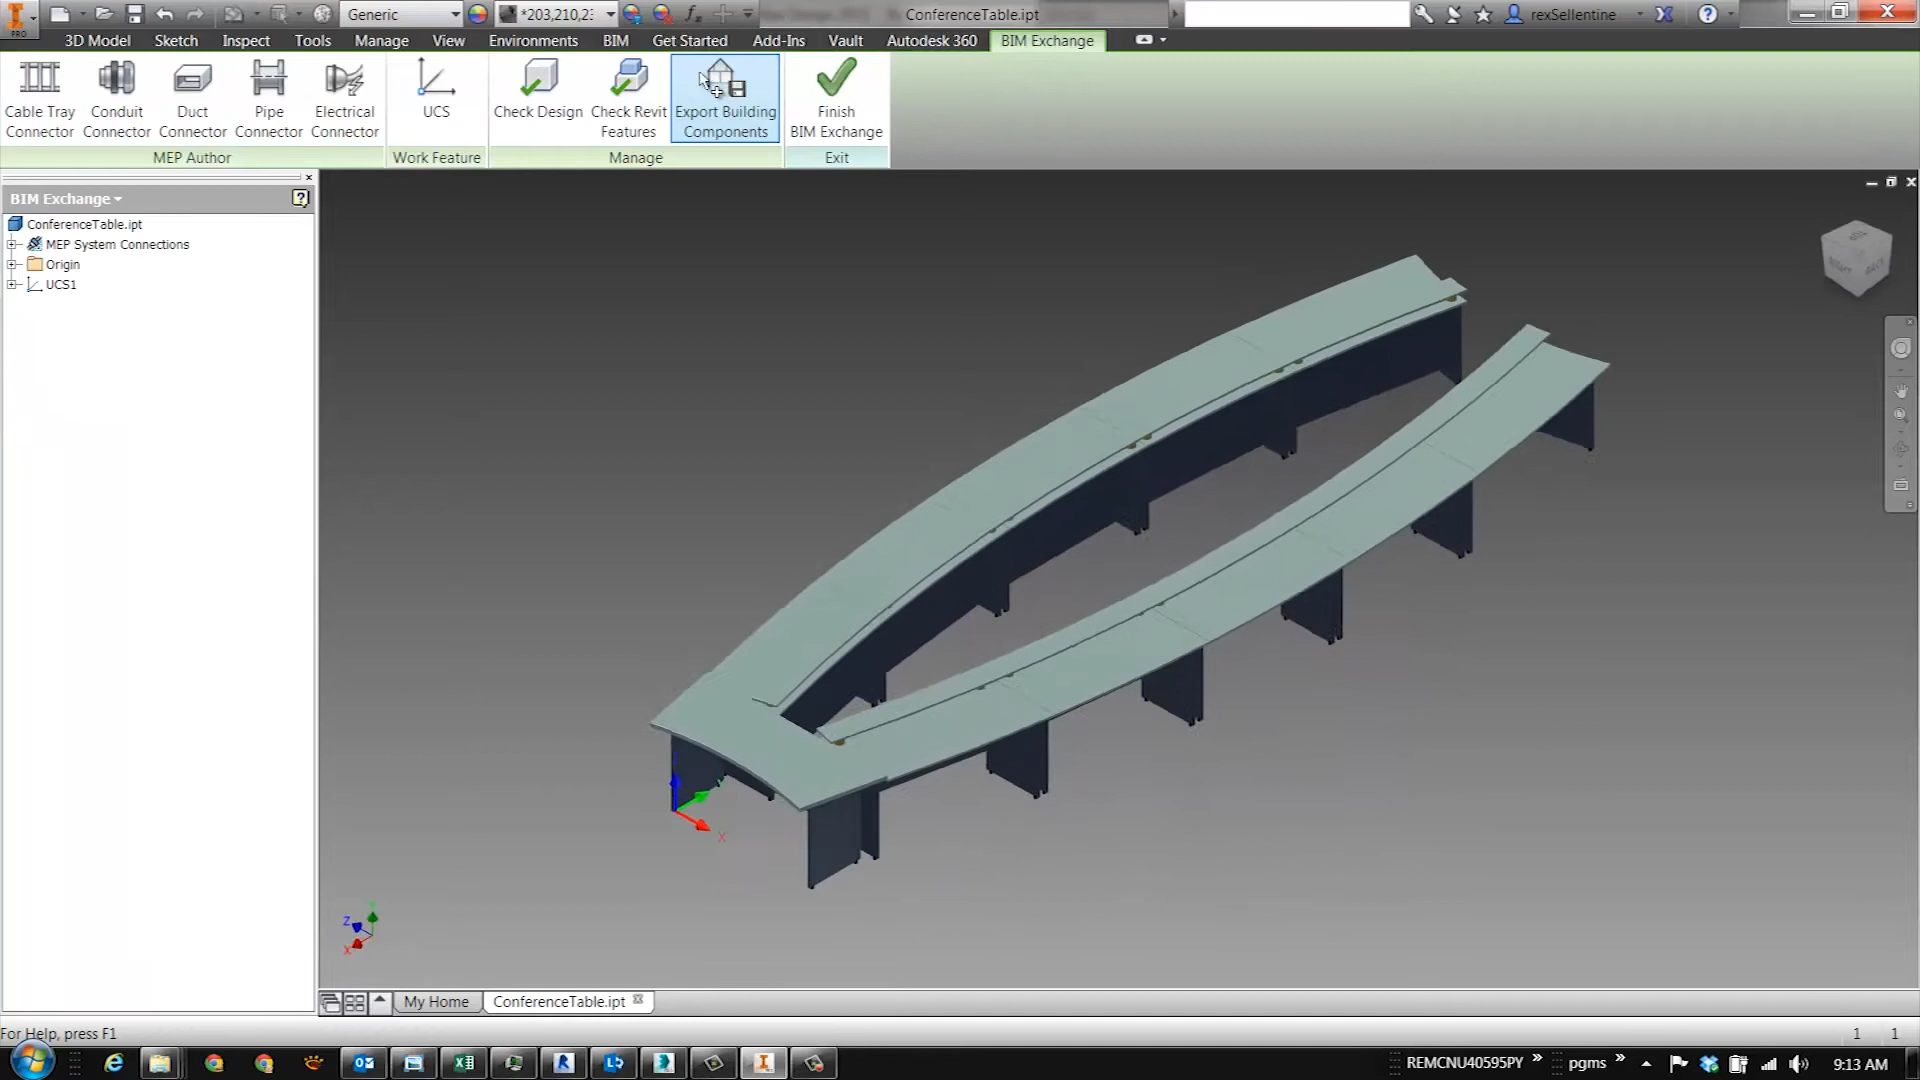 Generic
*203,210,23
ConferenceTable.ipt
rexSellentine
PRO
3D Model Sketch Inspect Tools Manage View Environments BIM Get Started Add-Ins Vault Autodesk 360 BIM Exchange
Cable Tray Connector
Conduit Connector
Duct Connector
Pipe Connector
Electrical Connector
UCS
Check Design
Check Revit Features
Export Building Components
Finish BIM Exchange
MEP Author
Work Feature
Manage
Exit
BIM Exchange
ConferenceTable.ipt
MEP System Connections
Origin
UCS1
RIGHT
BACK
X
Y
Z
X
My Home
ConferenceTable.ipt
For Help, press F1
1 1
REMCNU40595PY
pgms
9:13 AM